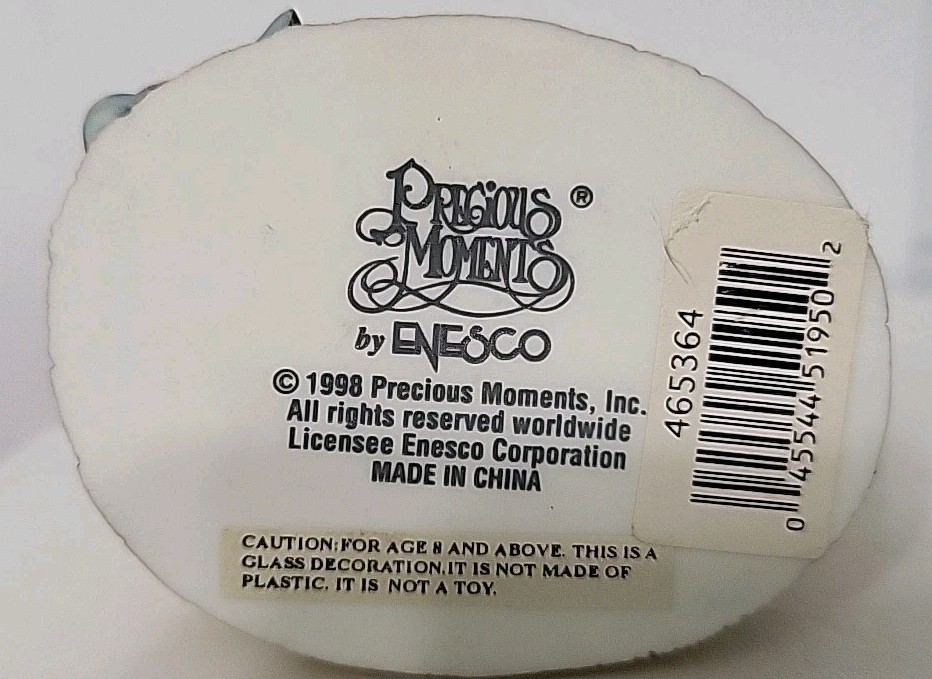 PRECIOUS
MOMENTS ®
by ENESCO
© 1998 Precious Moments, Inc.
All rights reserved worldwide
Licensee Enesco Corporation
MADE IN CHINA
CAUTION:FOR AGE 8 AND ABOVE. THIS IS A
GLASS DECORATION.IT IS NOT MADE OF
PLASTIC. IT IS NOT A TOY.
465364
0 45544 51950 2